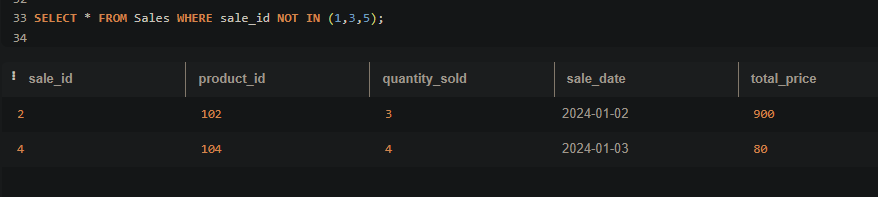 33 SELECT * FROM Sales WHERE sale_id NOT IN (1,3,5);
34
sale_id product_id quantity_sold sale_date total_price
2 102 3 2024-01-02 900
4 104 4 2024-01-03 80